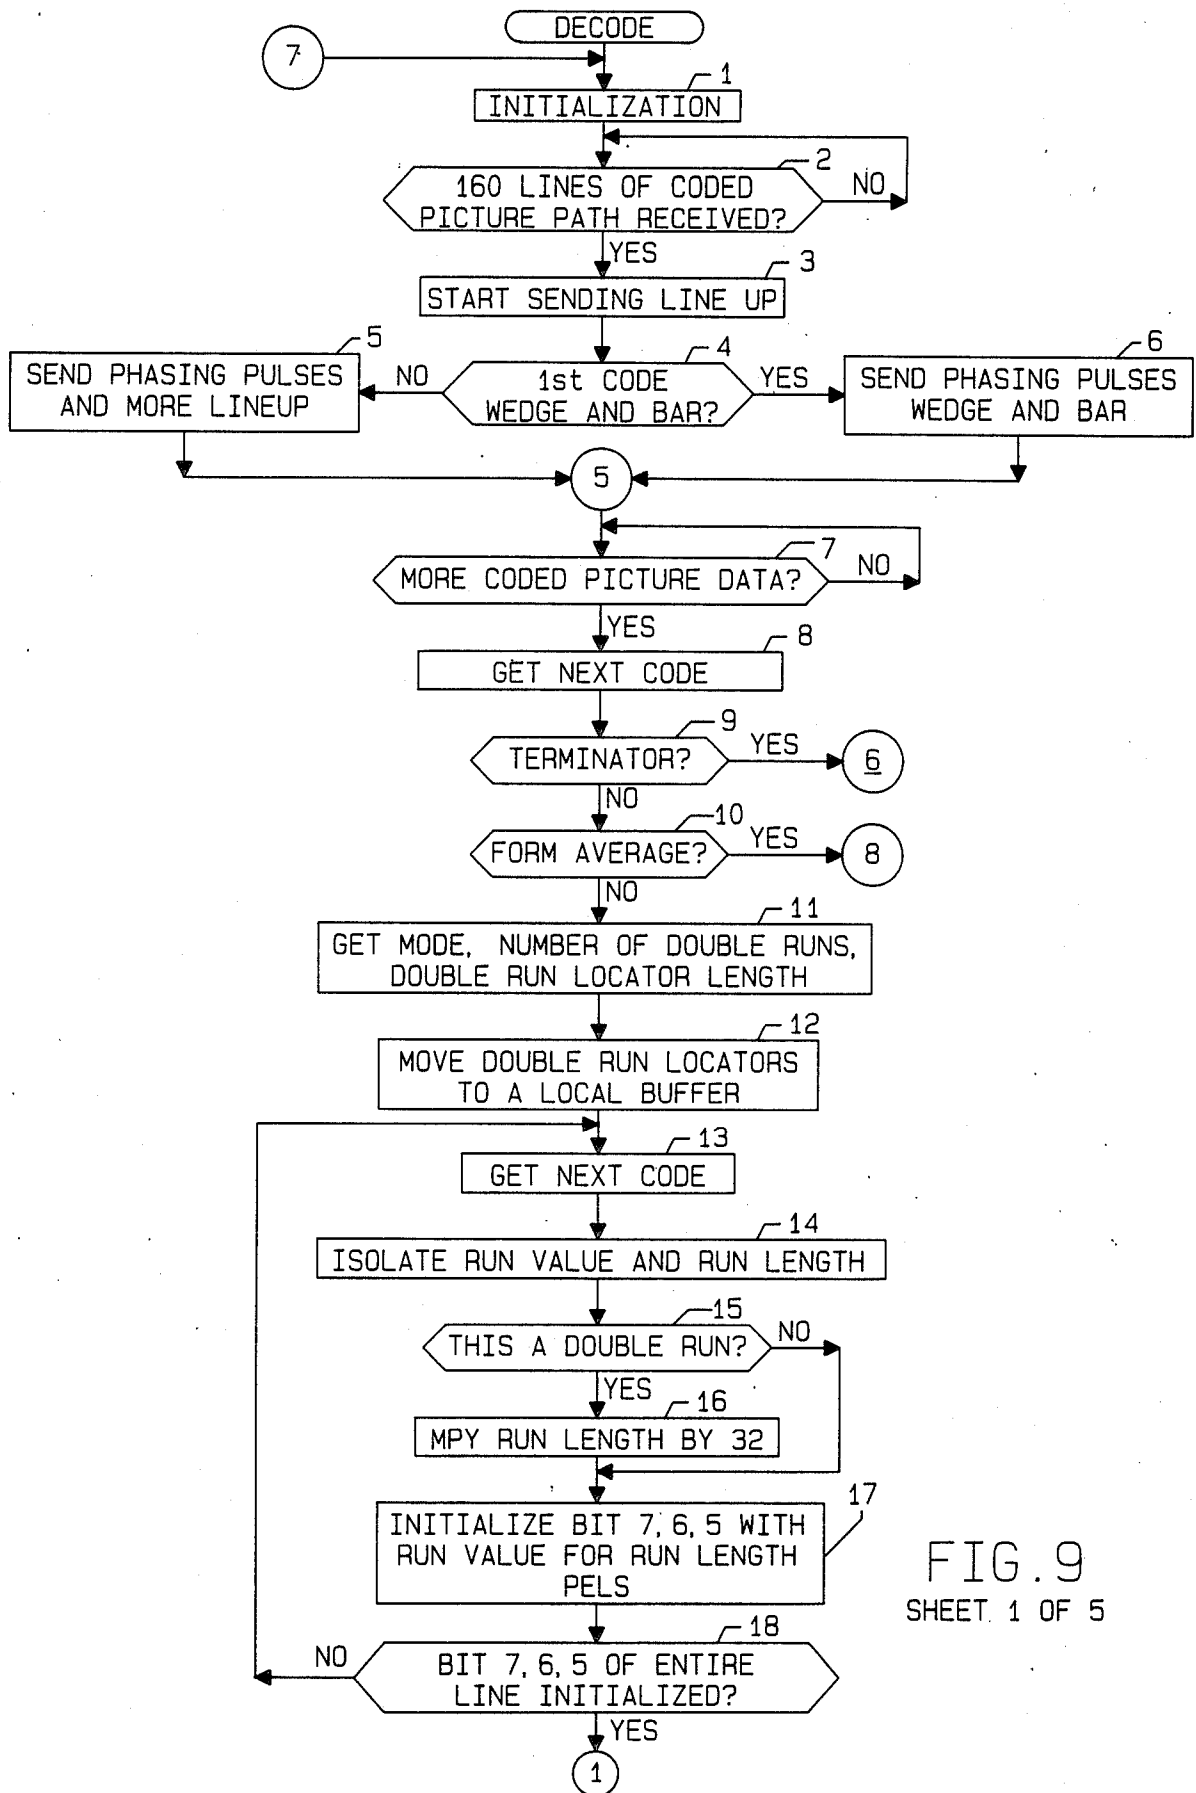 DECODE
7
1
INITIALIZATION
2
160 LINES OF CODED
PICTURE PATH RECEIVED?
NO
YES
3
START SENDING LINE UP
5
SEND PHASING PULSES
AND MORE LINEUP
NO
4
1st CODE
WEDGE AND BAR?
YES
6
SEND PHASING PULSES
WEDGE AND BAR
5
7
MORE CODED PICTURE DATA?
NO
YES
8
GET NEXT CODE
9
TERMINATOR?
YES
6
NO
10
FORM AVERAGE?
YES
8
NO
11
GET MODE, NUMBER OF DOUBLE RUNS,
DOUBLE RUN LOCATOR LENGTH
12
MOVE DOUBLE RUN LOCATORS
TO A LOCAL BUFFER
13
GET NEXT CODE
14
ISOLATE RUN VALUE AND RUN LENGTH
15
THIS A DOUBLE RUN?
NO
YES
16
MPY RUN LENGTH BY 32
17
INITIALIZE BIT 7, 6, 5 WITH
RUN VALUE FOR RUN LENGTH
PELS
FIG. 9
SHEET 1 OF 5
18
NO
BIT 7, 6, 5 OF ENTIRE
LINE INITIALIZED?
YES
1